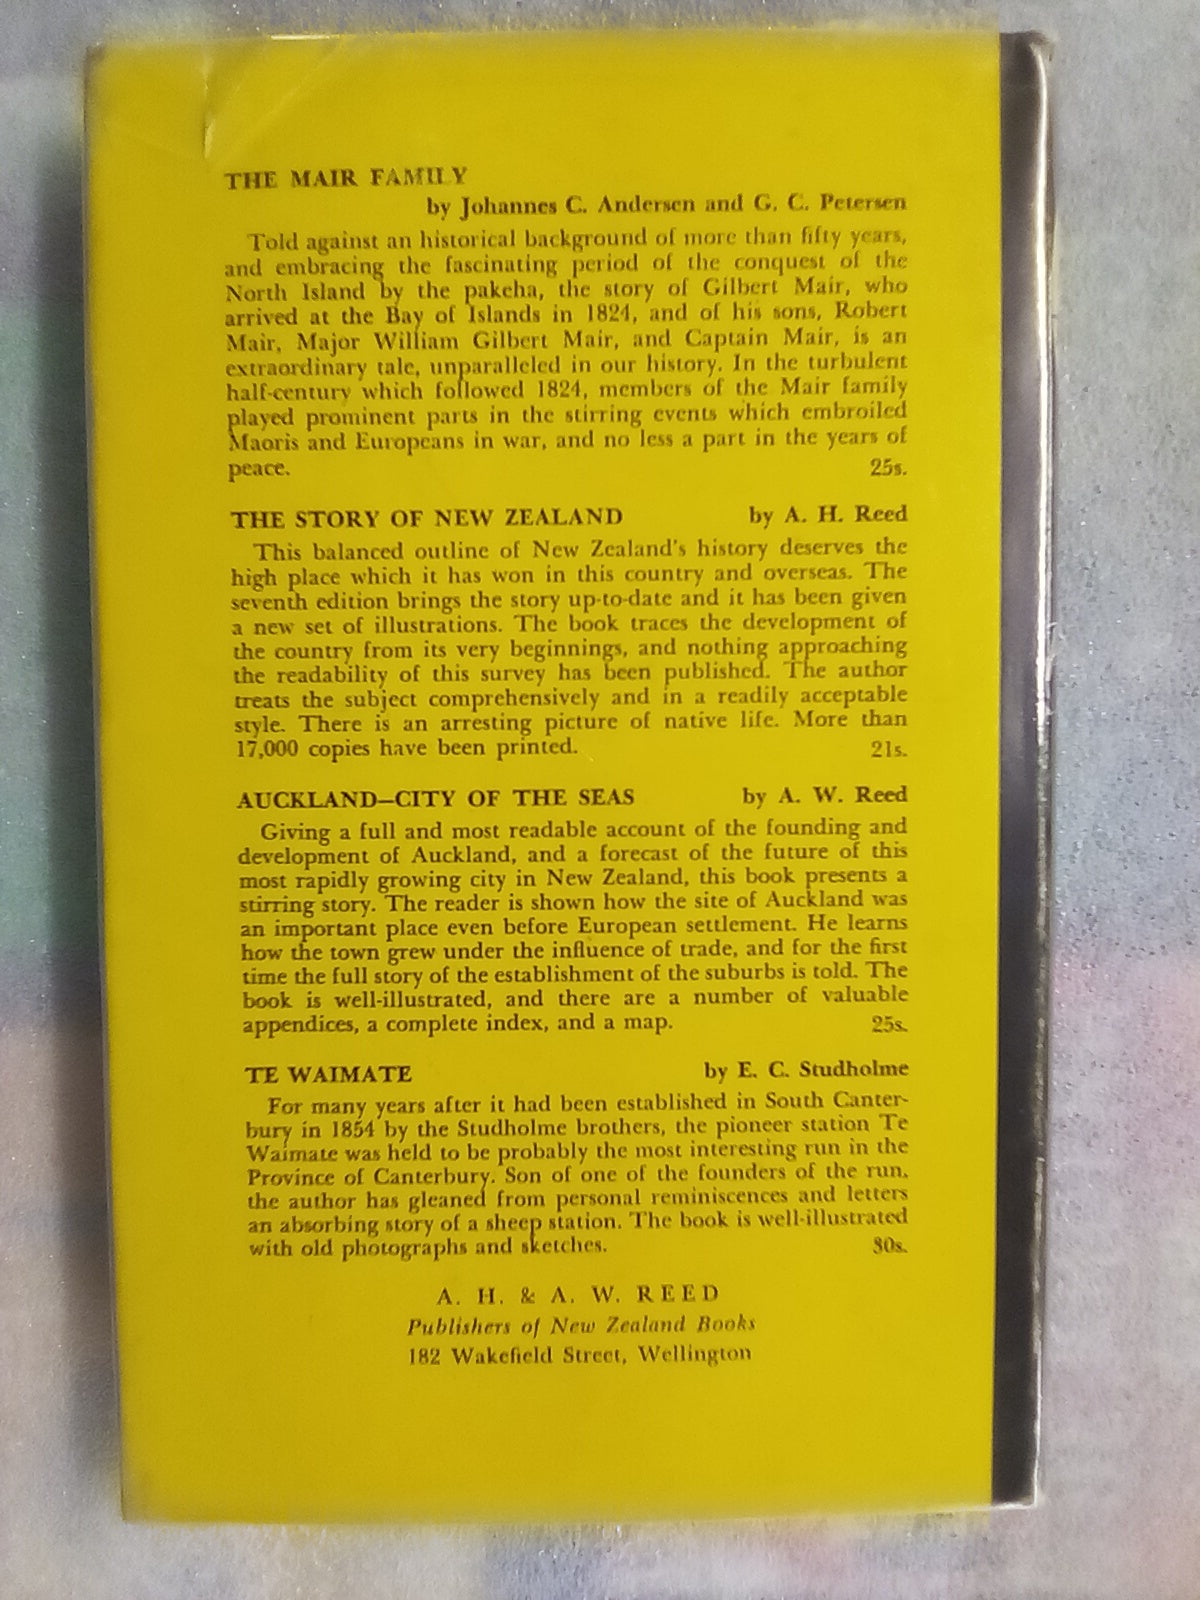 THE MAIR FAMILY
by Johannes C. Andersen and G. C. Petersen
Told against an historical background of more than fifty years,
and embracing the fascinating period of the conquest of the
North Island by the pakeha, the story of Gilbert Mair, who
arrived at the Bay of Islands in 1824, and of his sons, Robert
Mair, Major William Gilbert Mair, and Captain Mair, is an
extraordinary tale, unparalleled in our history. In the turbulent
half-century which followed 1824, members of the Mair family
played prominent parts in the stirring events which embroiled
Maoris and Europeans in war, and no less a part in the years of
peace. 25s.
THE STORY OF NEW ZEALAND by A. H. Reed
This balanced outline of New Zealand's history deserves the
high place which it has won in this country and overseas. The
seventh edition brings the story up-to-date and it has been given
a new set of illustrations. The book traces the development of
the country from its very beginnings, and nothing approaching
the readability of this survey has been published. The author
treats the subject comprehensively and in a readily acceptable
style. There is an arresting picture of native life. More than
17,000 copies have been printed. 21s.
AUCKLAND—CITY OF THE SEAS by A. W. Reed
Giving a full and most readable account of the founding and
development of Auckland, and a forecast of the future of this
most rapidly growing city in New Zealand, this book presents a
stirring story. The reader is shown how the site of Auckland was
an important place even before European settlement. He learns
how the town grew under the influence of trade, and for the first
time the full story of the establishment of the suburbs is told. The
book is well-illustrated, and there are a number of valuable
appendices, a complete index, and a map. 25s.
TE WAIMATE by E. C. Studholme
For many years after it had been established in South Canter-
bury in 1854 by the Studholme brothers, the pioneer station Te
Waimate was held to be probably the most interesting run in the
Province of Canterbury. Son of one of the founders of the run,
the author has gleaned from personal reminiscences and letters
an absorbing story of a sheep station. The book is well-illustrated
with old photographs and sketches. 30s.
A. H. & A. W. REED
Publishers of New Zealand Books
182 Wakefield Street, Wellington